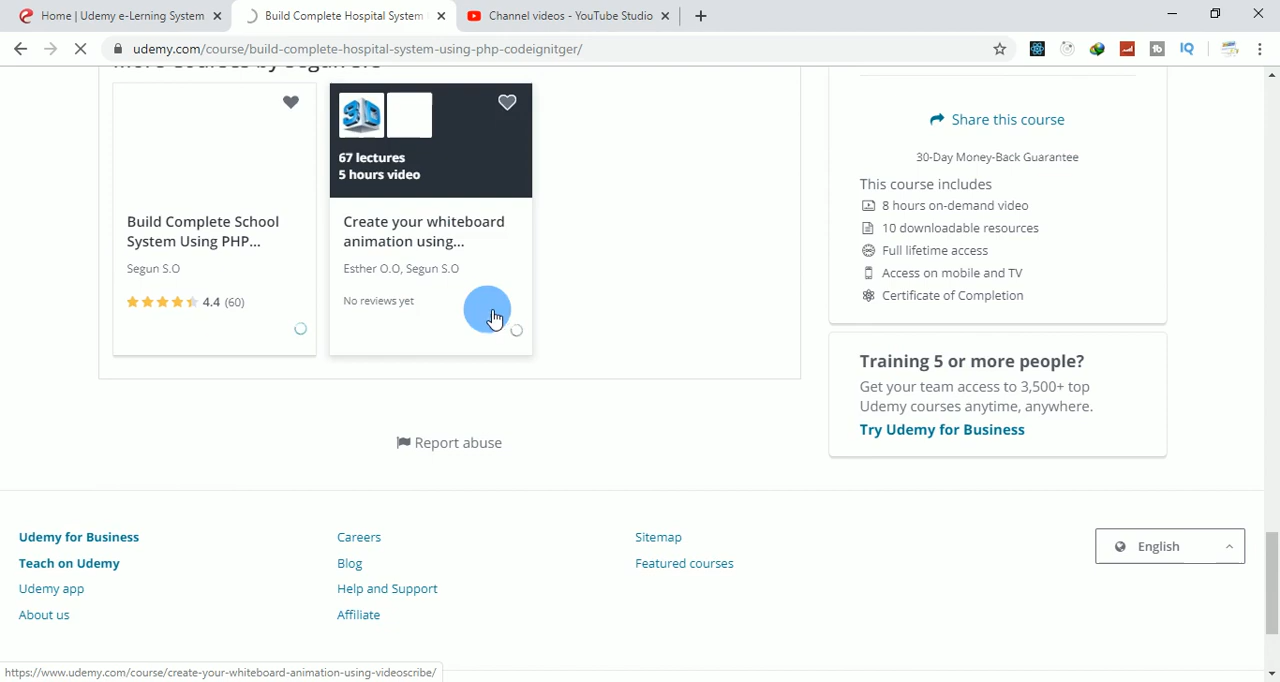 Home | Udemy e-Lerning System
Build Complete Hospital System
Channel videos - YouTube Studio
udemy.com/course/build-complete-hospital-system-using-php-codeignitger/
More courses by Segun S.O
Share this course
3D
67 lectures
5 hours video
30-Day Money-Back Guarantee
This course includes
8 hours on-demand video
10 downloadable resources
Full lifetime access
Access on mobile and TV
Certificate of Completion
Build Complete School
System Using PHP...
Segun S.O
4.4 (60)
Create your whiteboard
animation using...
Esther O.O, Segun S.O
No reviews yet
Training 5 or more people?
Get your team access to 3,500+ top
Udemy courses anytime, anywhere.
Try Udemy for Business
Report abuse
Udemy for Business
Teach on Udemy
Udemy app
About us
Careers
Blog
Help and Support
Affiliate
Sitemap
Featured courses
English
https://www.udemy.com/course/create-your-whiteboard-animation-using-videoscribe/